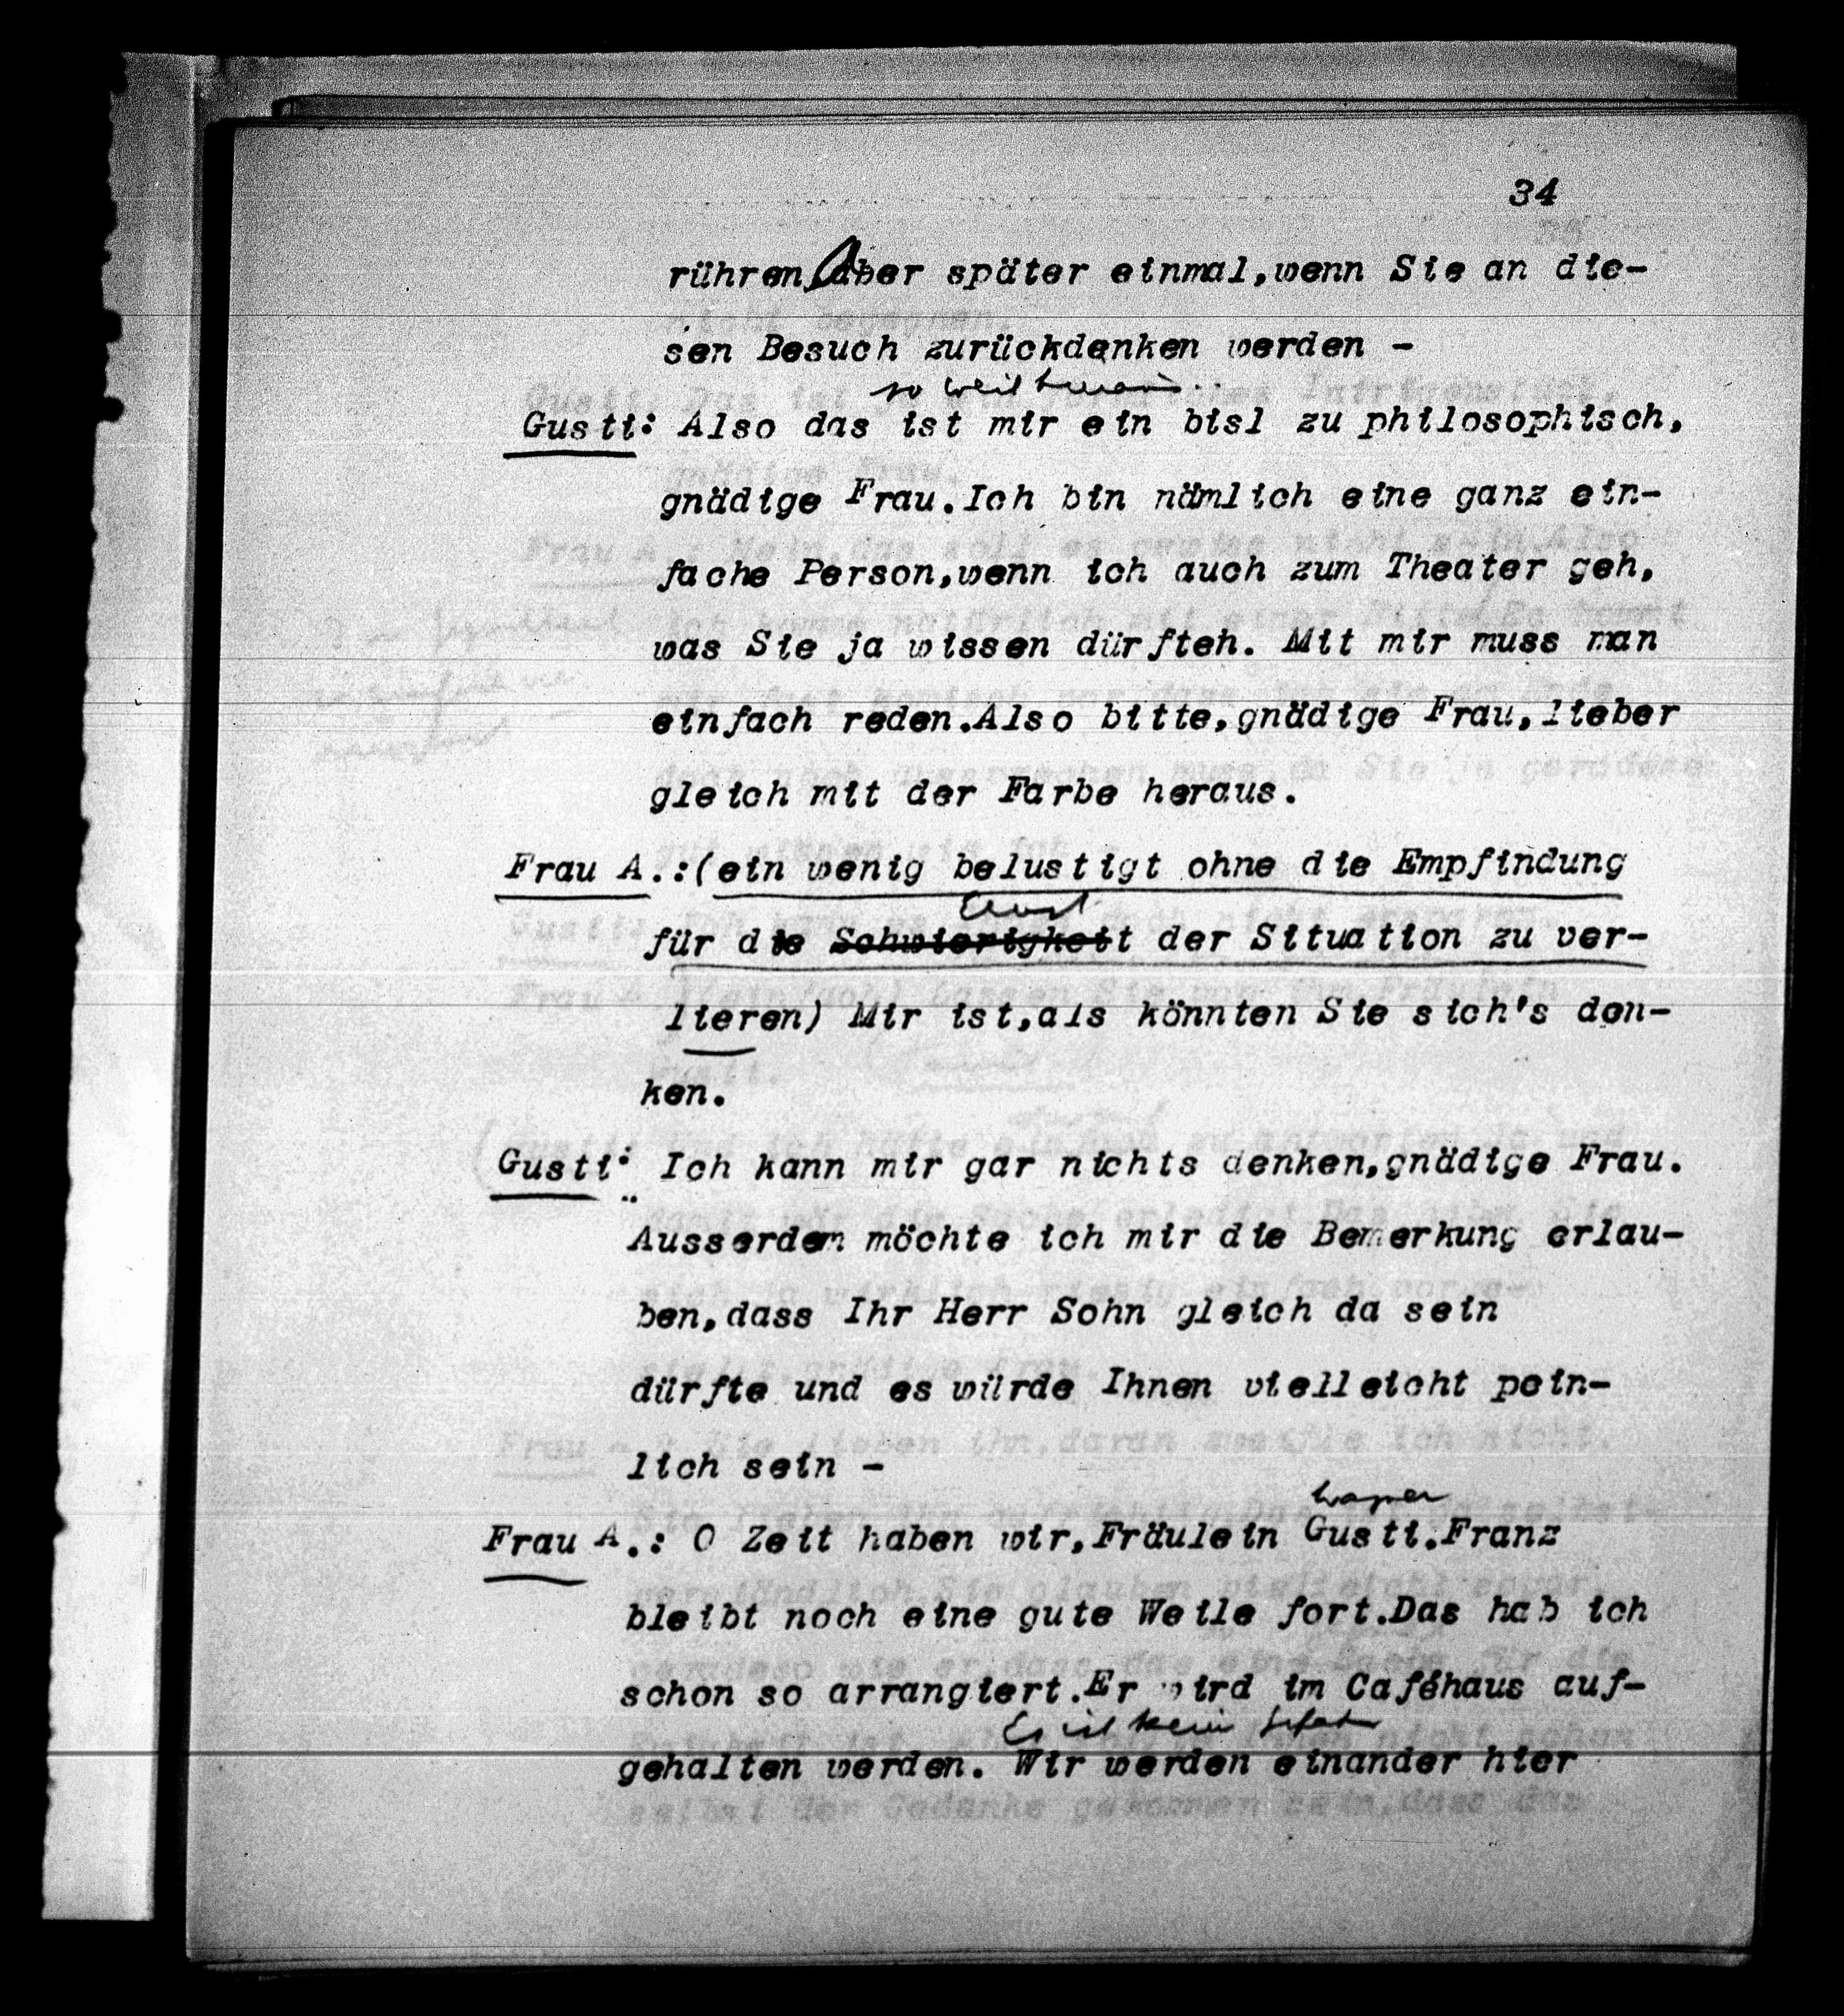 34
rühren, aber später einmal,wenn Sie an die-
sen Besuch zurückdenken werden -
so weit
Gusti: Also das ist mir ein bisl zu philosophisch,
gnädige Frau.Ich bin nämlich eine ganz ein-
fache Person,wenn ich auch zum Theater geh,
was Sie ja wissen dürfteh. Mit mir muss man
einfach reden.Also bitte,gnädige Frau,lieber
gleich mit der Farbe heraus.
Frau A.:(ein wenig belustigt ohne die Empfindung
Ernst
für die Schwierigkeit der Situation zu ver-
lieren) Mir ist,als könnten Sie sich's den-
ken.
Gusti: Ich kann mir gar nichts denken,gnädige Frau.
Ausserdem möchte ich mir die Bemerkung erlau-
ben,dass Ihr Herr Sohn gleich da sein
dürfte und es würde Ihnen vielleicht pein-
lich sein -
Frau A.: O Zeit haben wir,Fräulein Gusti.Franz
bleibt noch eine gute Weile fort.Das hab ich
schon so arrangiert.Er wird im Caféhaus auf-
Es ist keine Gefahr
gehalten werden. Wir werden einander hier